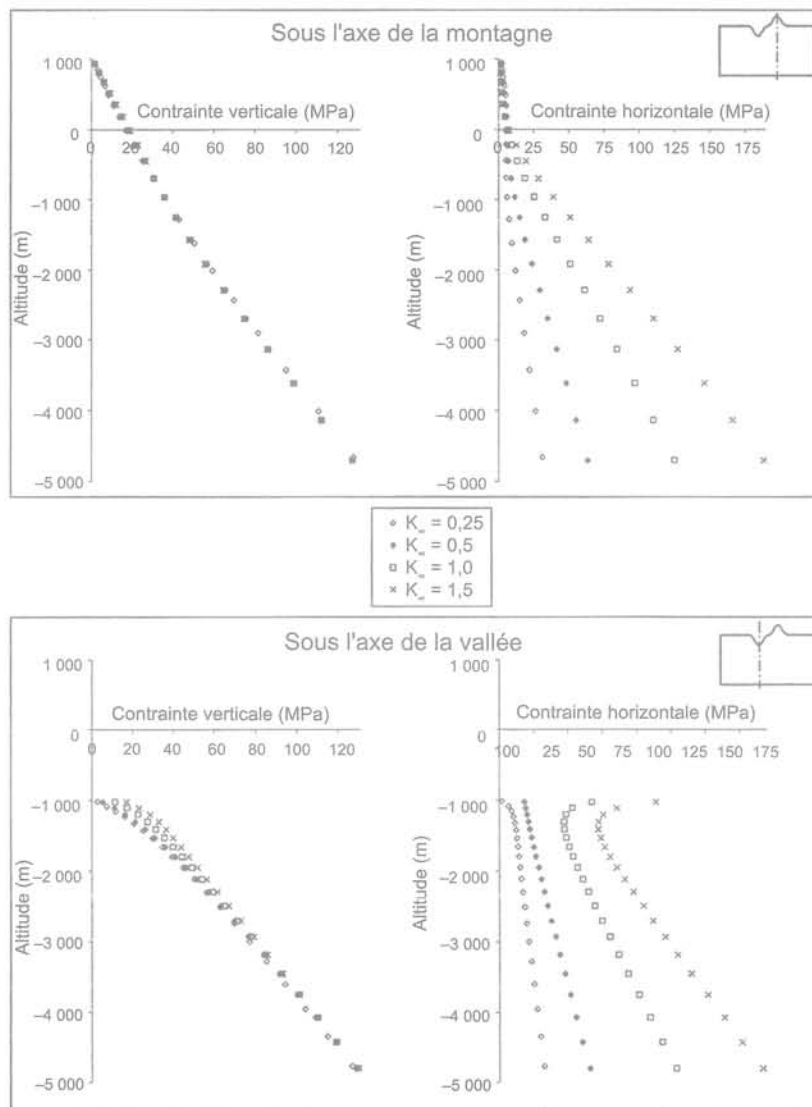 Sous l'axe de la montagne
1 000
Contrainte verticale (MPa)
0
0 20 40 60 80 100 120
–1 000
–2 000
–3 000
–4 000
–5 000
Altitude (m)
1 000
Contrainte horizontale (MPa)
0
0 25 50 75 100 125 150 175
–1 000
–2 000
–3 000
–4 000
–5 000
Altitude (m)
K∞ = 0,25
K∞ = 0,5
K∞ = 1,0
K∞ = 1,5
Sous l'axe de la vallée
1 000
Contrainte verticale (MPa)
0
0 20 40 60 80 100 120
–1 000
–2 000
–3 000
–4 000
–5 000
Altitude (m)
1 000
Contrainte horizontale (MPa)
0
100 25 50 75 100 125 150 175
–1 000
–2 000
–3 000
–4 000
–5 000
Altitude (m)